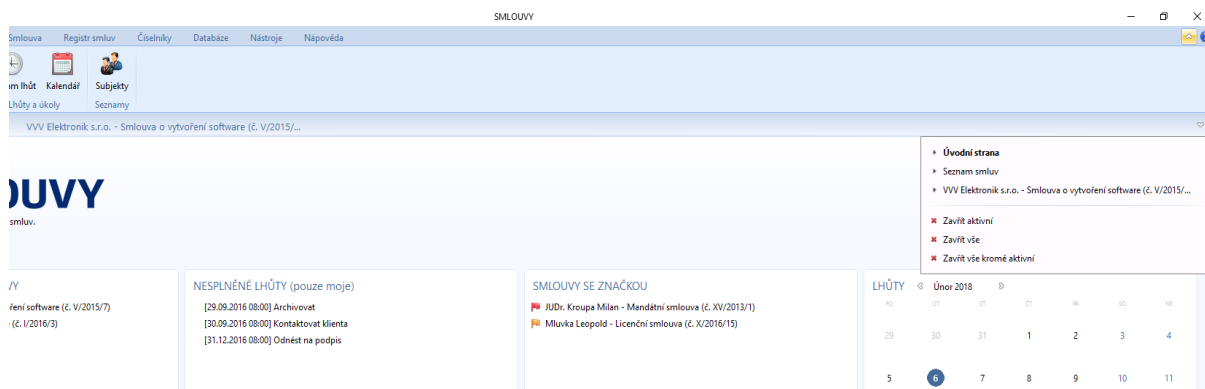 SMLOUVY
Smlouva Registr smluv Číselníky Databáze Nástroje Nápověda
am lhůt Kalendář Subjekty
Lhůty a úkoly Seznamy
VVV Elektronik s.r.o. - Smlouva o vytvoření software (č. V/2015/...
Úvodní strana
Seznam smluv
VVV Elektronik s.r.o. - Smlouva o vytvoření software (č. V/2015/...
Zavřít aktivní
Zavřít vše
Zavřít vše kromě aktivní
OUVY
smluv.
VY
ření software (č. V/2015/7)
(č. I/2016/3)
NESPLNĚNÉ LHŮTY (pouze moje)
[29.09.2016 08:00] Archivovat
[30.09.2016 08:00] Kontaktovat klienta
[31.12.2016 08:00] Odnést na podpis
SMLOUVY SE ZNAČKOU
JUDr. Kroupa Milan - Mandátní smlouva (č. XV/2013/1)
Mluvka Leopold - Licenční smlouva (č. X/2016/15)
LHŮTY Únor 2018
PO ÚT ST ČT PÁ SO NE
29 30 31 1 2 3 4
5 6 7 8 9 10 11